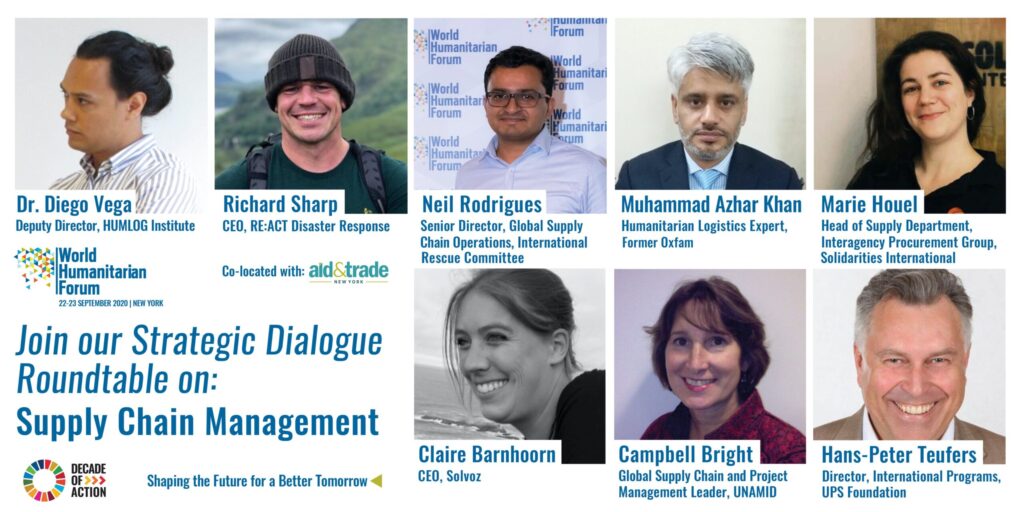 World
Humanitarian
Forum
SOL
INTE
Dr. Diego Vega
Deputy Director, HUMLOG Institute
Richard Sharp
CEO, RE:ACT Disaster Response
Neil Rodrigues
Senior Director, Global Supply
Chain Operations, International
Rescue Committee
Muhammad Azhar Khan
Humanitarian Logistics Expert,
Former Oxfam
Marie Houel
Head of Supply Department,
Interagency Procurement Group,
Solidarities International
World
Humanitarian
Forum
22-23 SEPTEMBER 2020 | NEW YORK
Co-located with: aid&trade
NEW YORK
Join our Strategic Dialogue
Roundtable on:
Supply Chain Management
DECADE
OF
ACTION
Shaping the Future for a Better Tomorrow
Claire Barnhoorn
CEO, Solvoz
Campbell Bright
Global Supply Chain and Project
Management Leader, UNAMID
Hans-Peter Teufers
Director, International Programs,
UPS Foundation